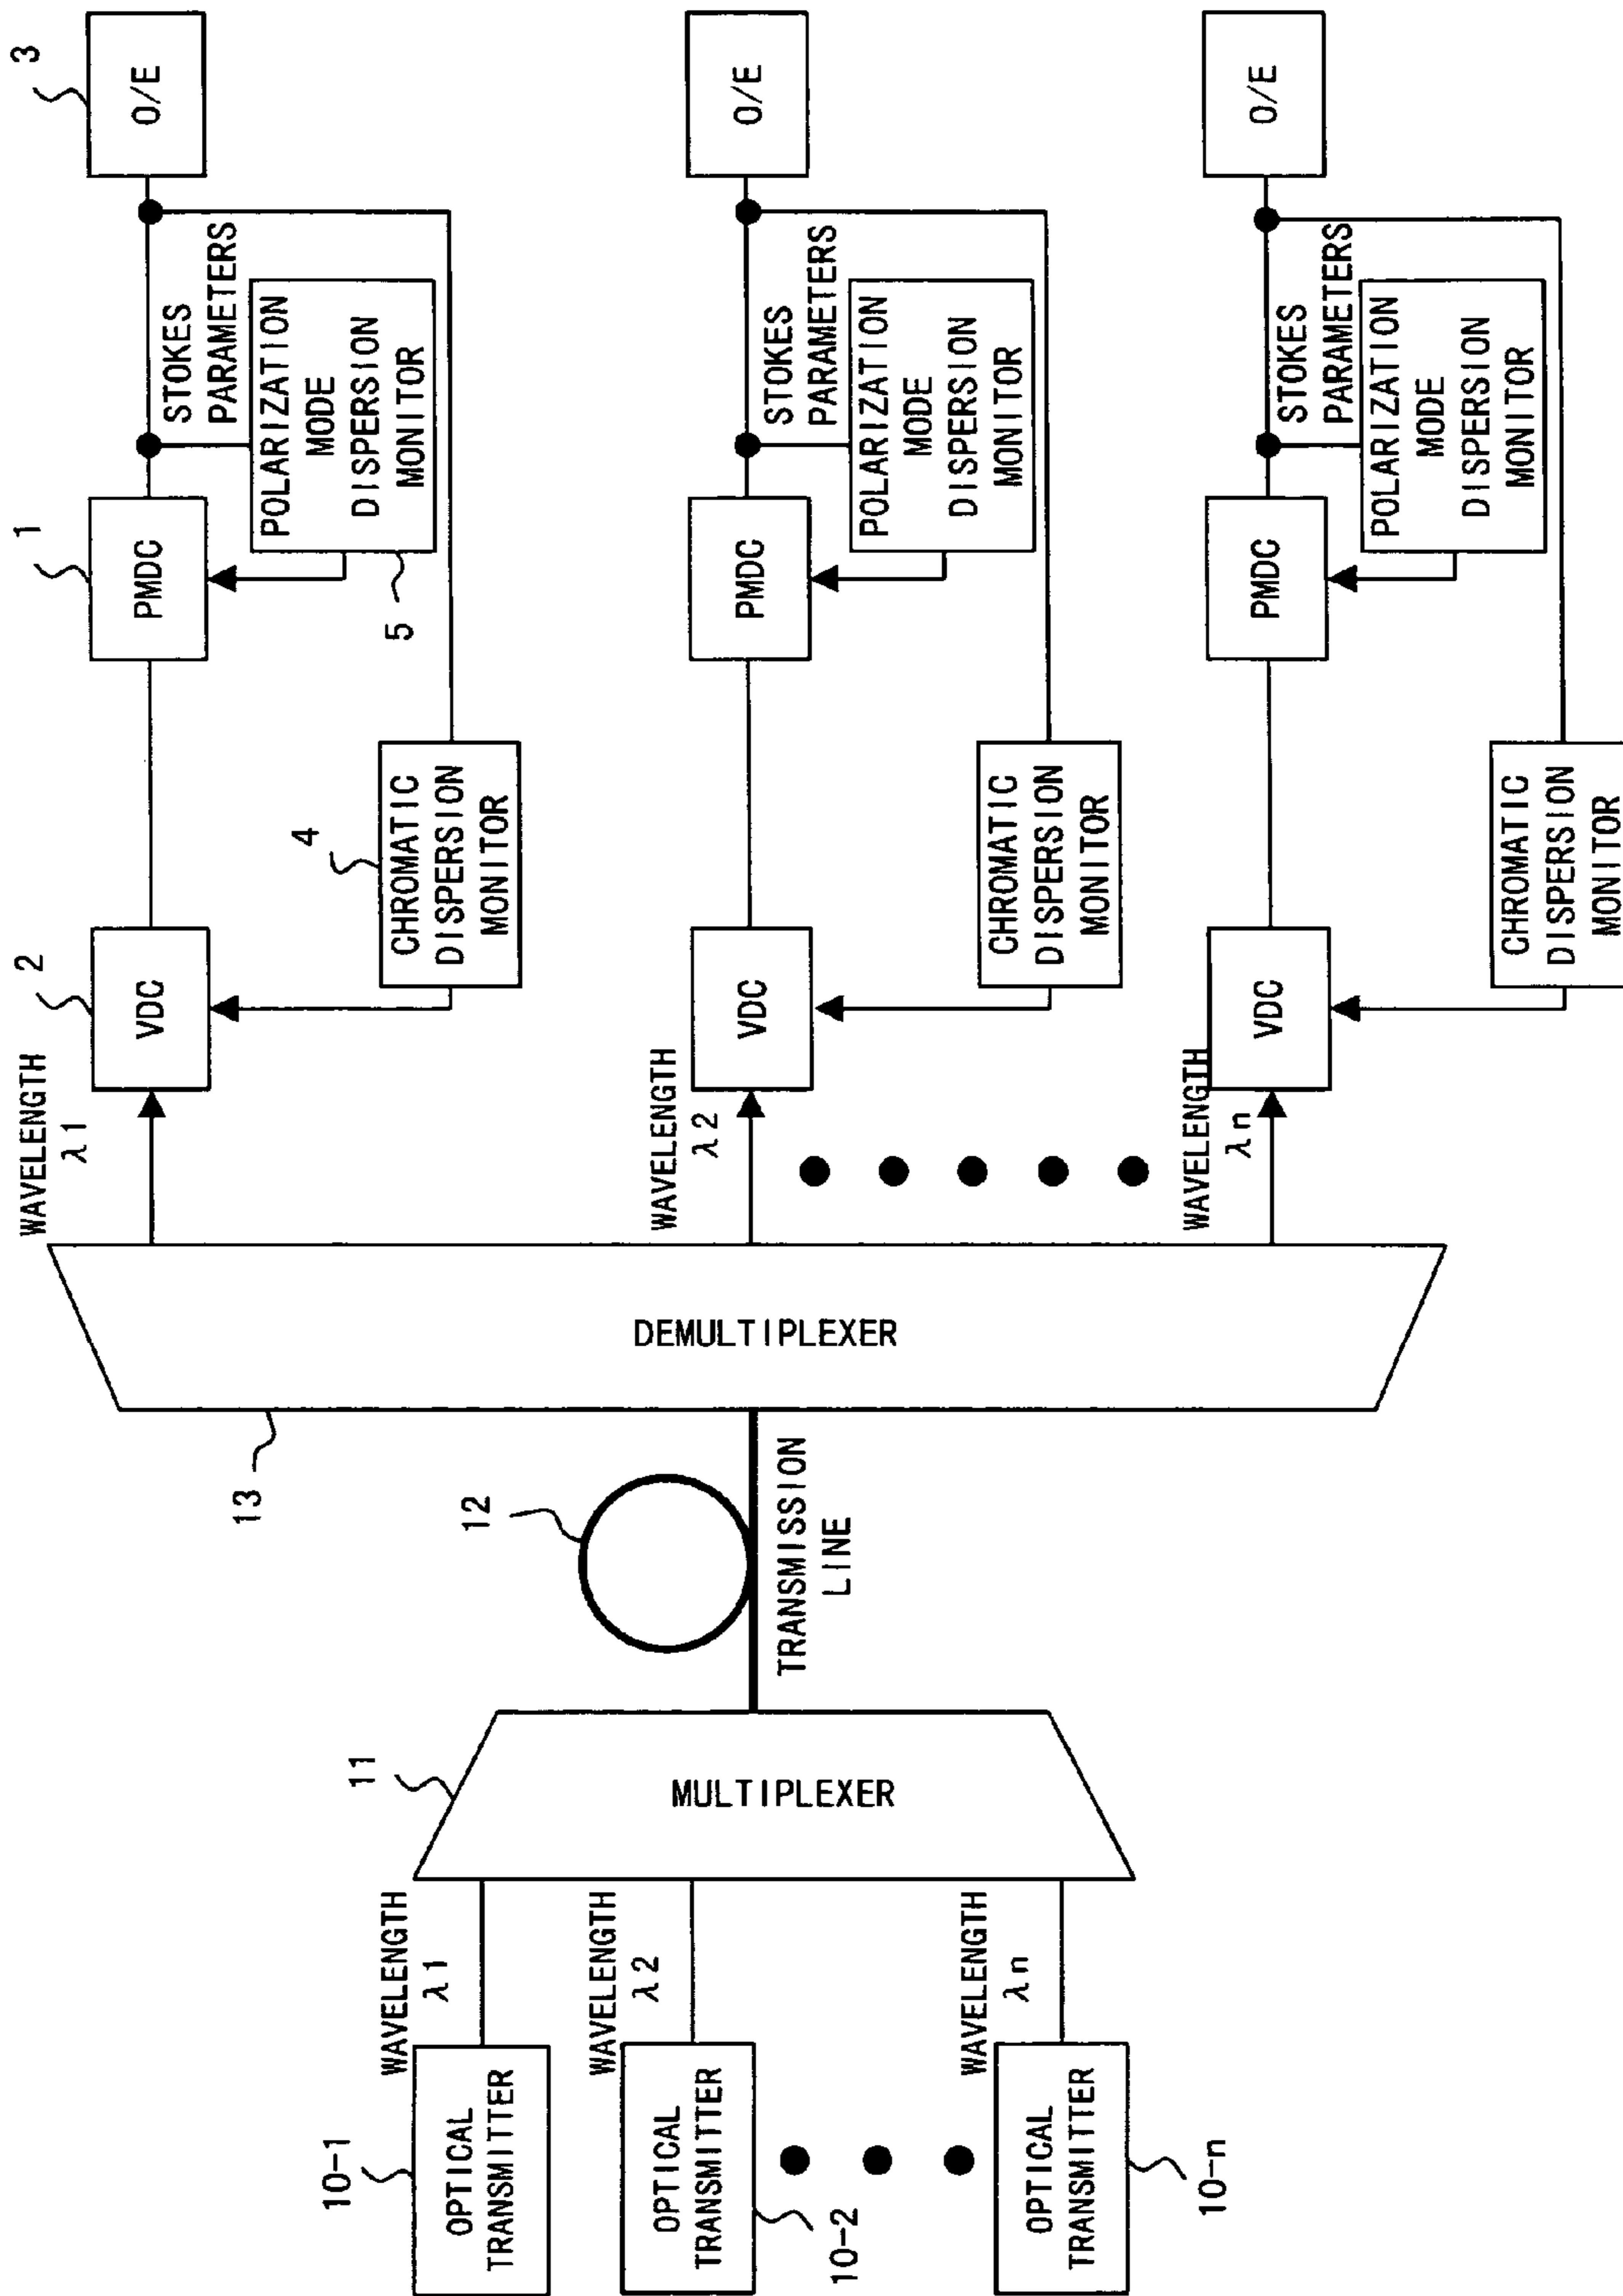 10-1
OPTICAL
TRANSMITTER
WAVELENGTH
λ1
OPTICAL
TRANSMITTER
10-2
WAVELENGTH
λ2
OPTICAL
TRANSMITTER
10-n
WAVELENGTH
λn
11
MULTIPLEXER
12
TRANSMISSION
LINE
13
DEMULTIPLEXER
WAVELENGTH
λ1
2
VDC
4
CHROMATIC
DISPERSION
MONITOR
1
PMDC
STOKES
PARAMETERS
POLARIZATION
MODE
DISPERSION
MONITOR
5
3
O/E
WAVELENGTH
λ2
VDC
CHROMATIC
DISPERSION
MONITOR
PMDC
STOKES
PARAMETERS
POLARIZATION
MODE
DISPERSION
MONITOR
O/E
WAVELENGTH
λn
VDC
CHROMATIC
DISPERSION
MONITOR
PMDC
STOKES
PARAMETERS
POLARIZATION
MODE
DISPERSION
MONITOR
O/E